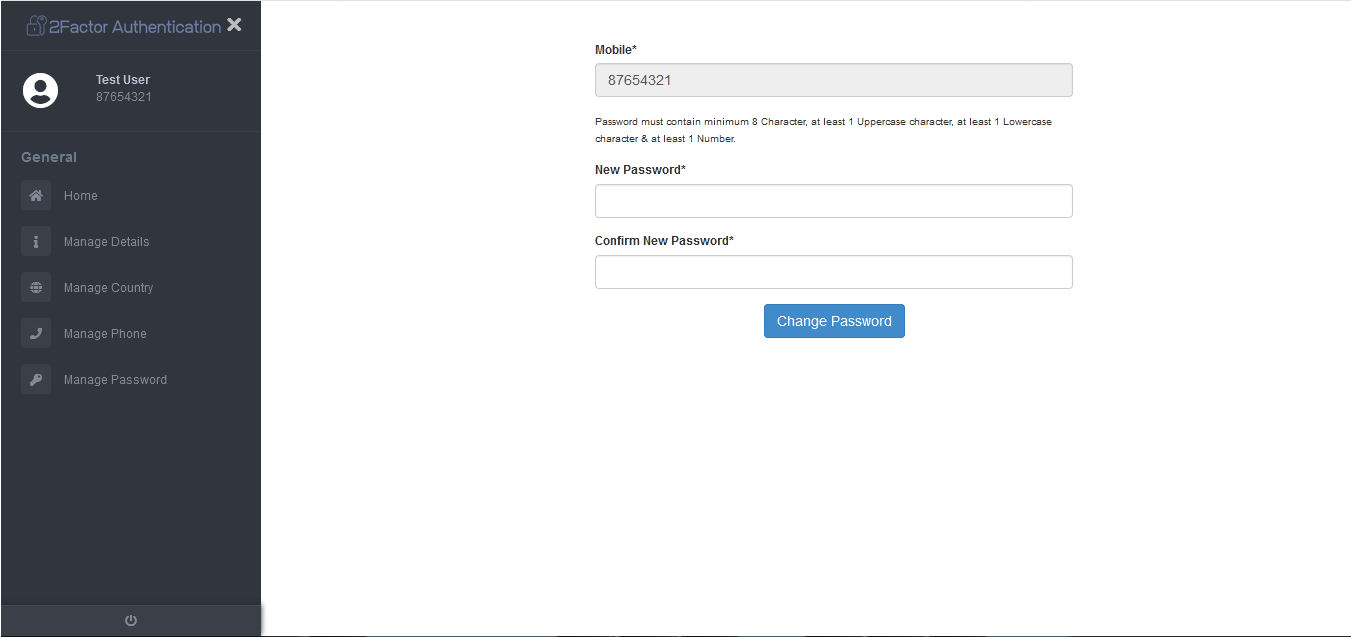 2Factor Authentication
Test User
87654321
General
Home
Manage Details
Manage Country
Manage Phone
Manage Password
Mobile*
87654321
Password must contain minimum 8 Character, at least 1 Uppercase character, at least 1 Lowercase
character & at least 1 Number.
New Password*
Confirm New Password*
Change Password